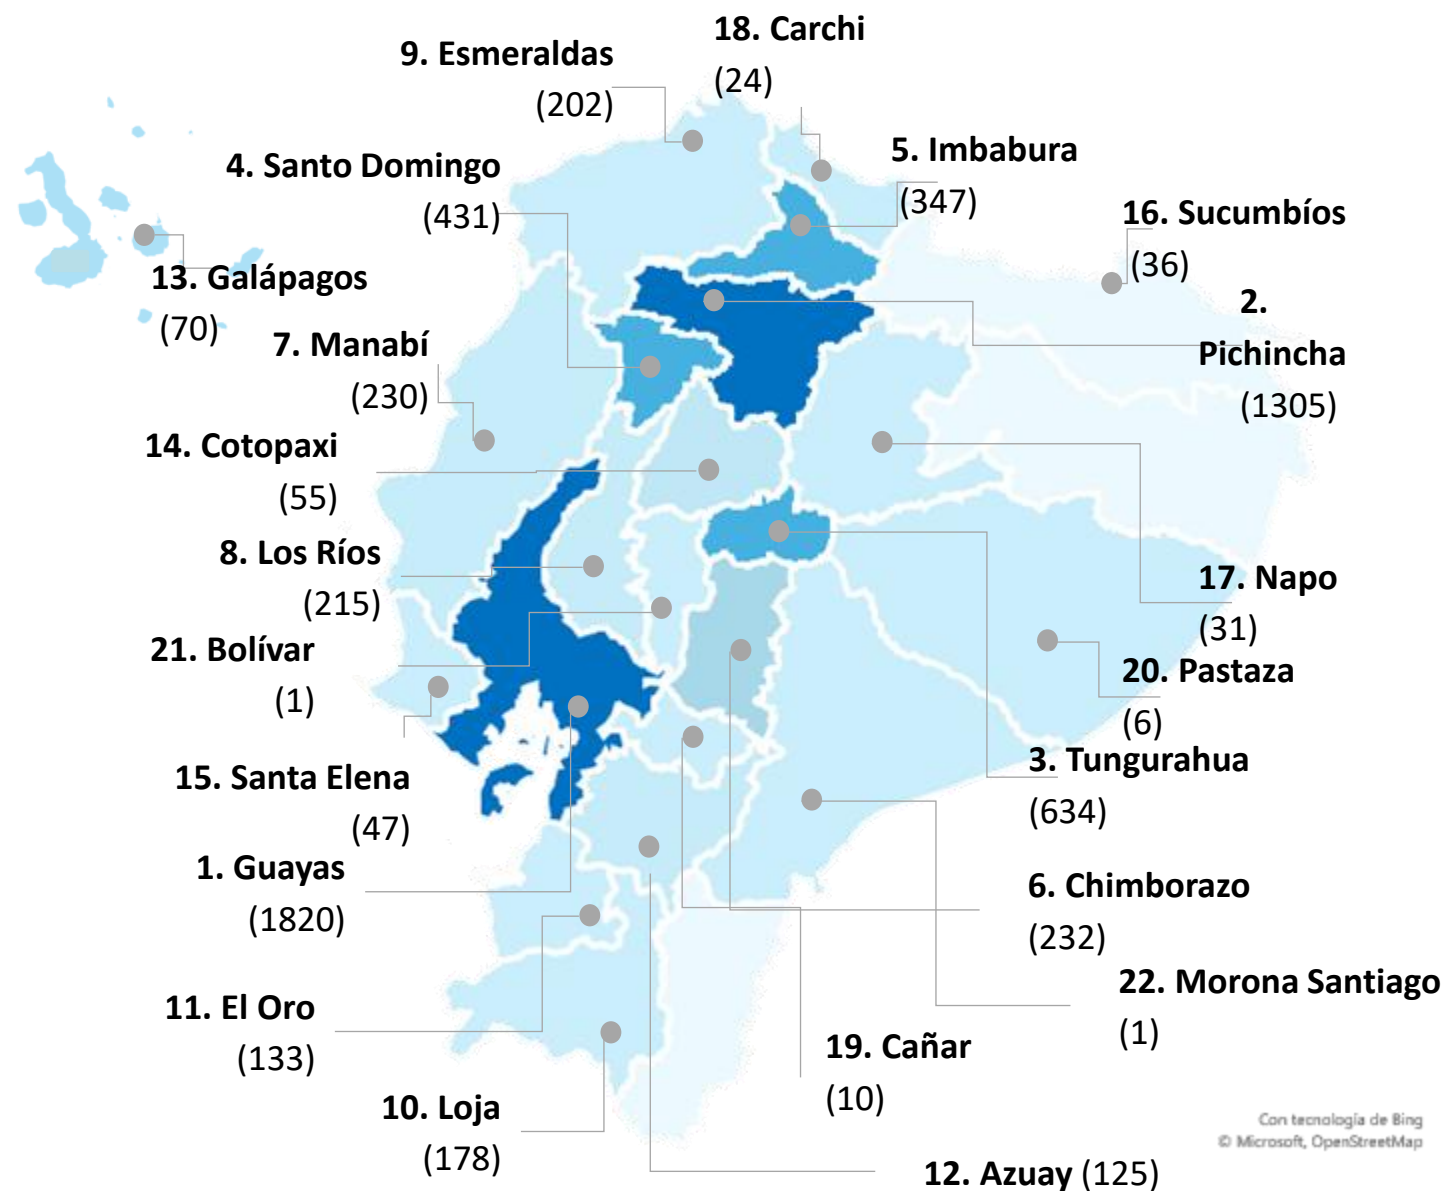 18. Carchi
(24)
9. Esmeraldas
(202)
5. Imbabura
(347)
4. Santo Domingo
(431)
16. Sucumbíos
(36)
13. Galápagos
(70)
2.
Pichincha
(1305)
7. Manabí
(230)
14. Cotopaxi
(55)
8. Los Ríos
(215)
17. Napo
(31)
21. Bolívar
(1)
20. Pastaza
(6)
3. Tungurahua
(634)
15. Santa Elena
(47)
1. Guayas
(1820)
6. Chimborazo
(232)
22. Morona Santiago
(1)
11. El Oro
(133)
19. Cañar
(10)
10. Loja
(178)
12. Azuay (125)
Con tecnología de Bing
© Microsoft, OpenStreetMap